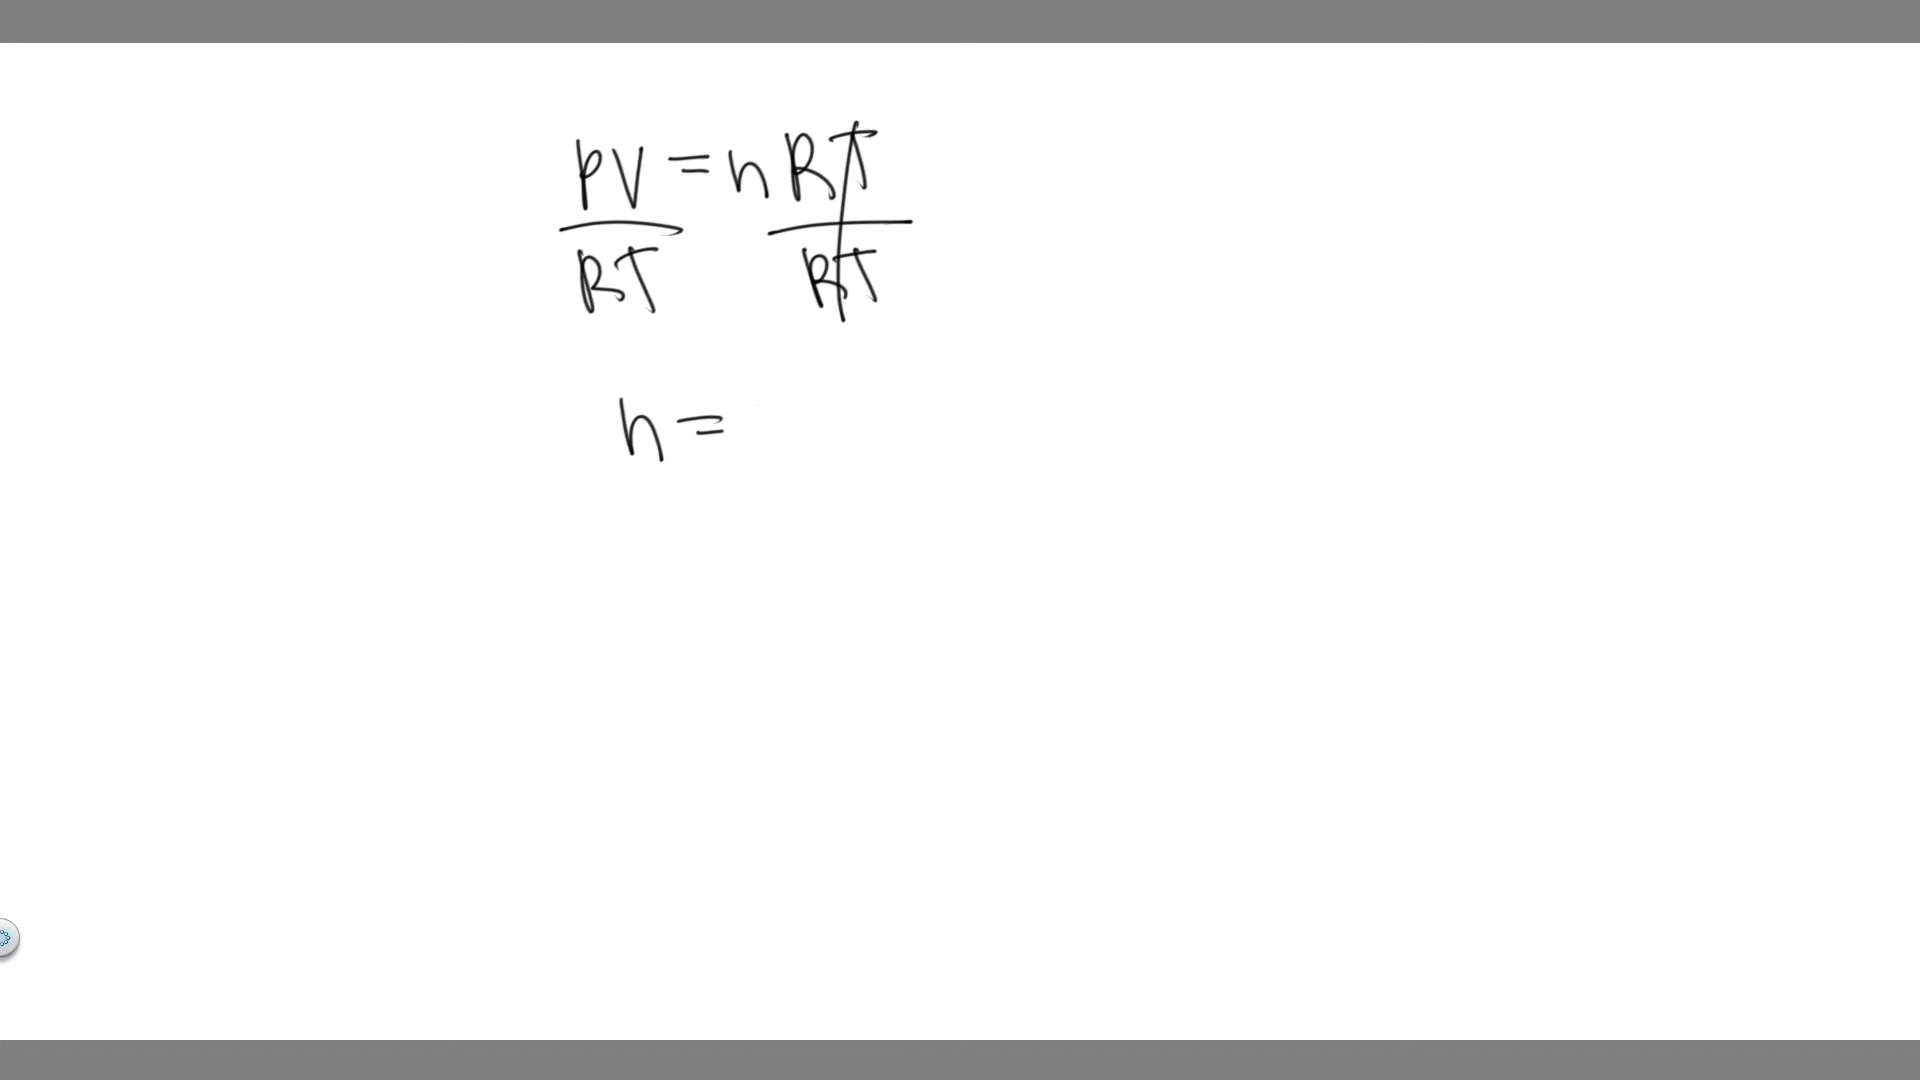 PV = nRT
RT RT
n =